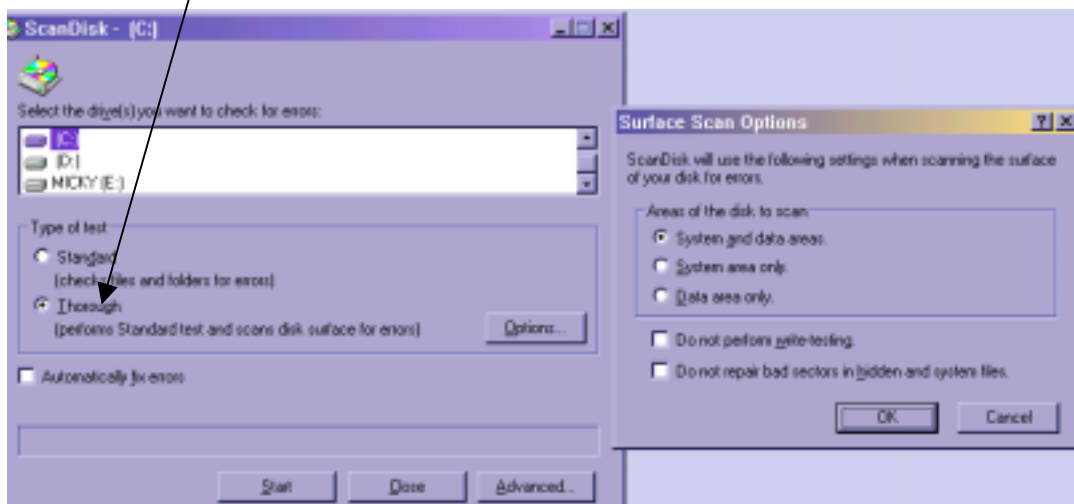 ScanDisk - (C:)
Select the drive(s) you want to check for errors:
(C:)
(D:)
MICKY (E:)
Type of test
Standard
(checks files and folders for errors)
Thorough
(performs Standard test and scans disk surface for errors)
Options...
Automatically fix errors
Start
Close
Advanced...
Surface Scan Options
ScanDisk will use the following settings when scanning the surface
of your disk for errors.
Areas of the disk to scan
System and data areas.
System area only.
Data area only.
Do not perform write-testing.
Do not repair bad sectors in hidden and system files.
OK
Cancel